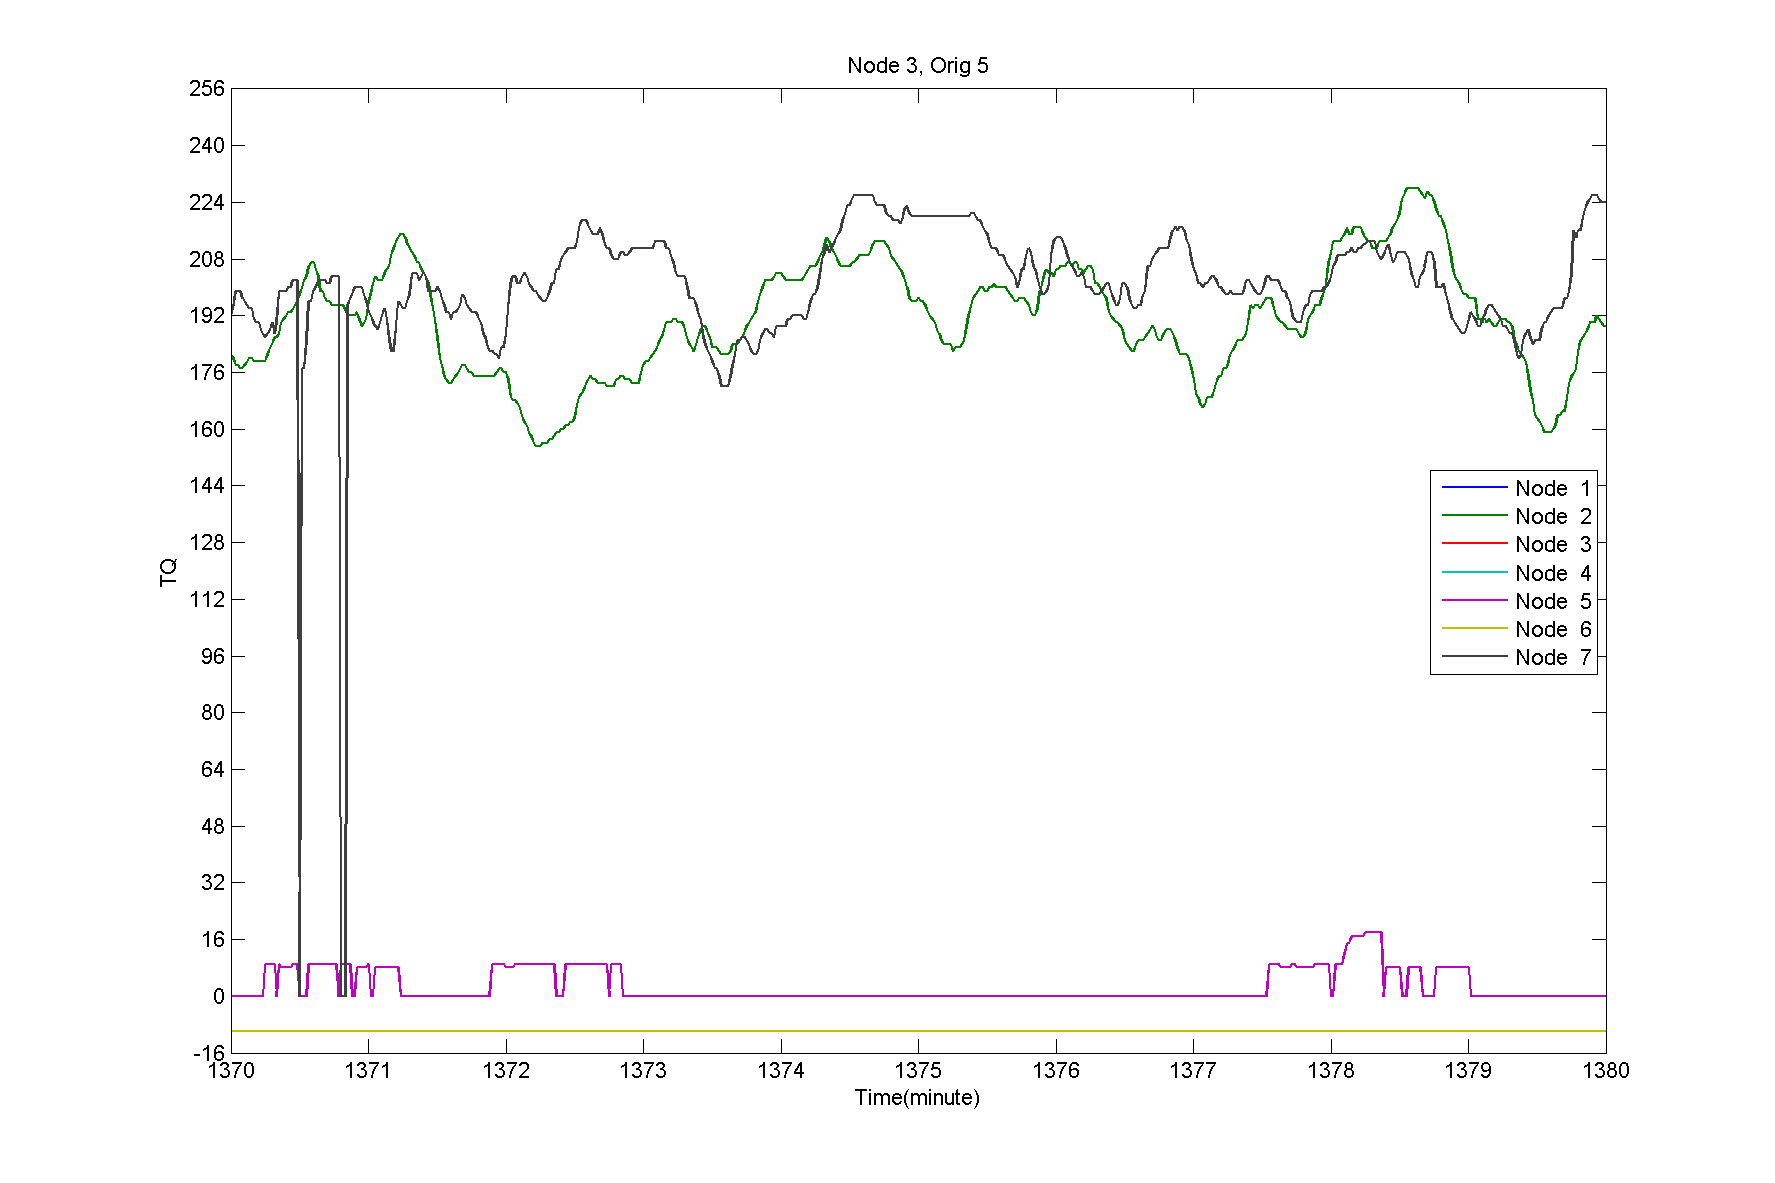 Node 3, Orig 5
256
240
224
208
192
176
160
144
128
112
96
80
64
48
32
16
0
-16
TQ
Node 1
Node 2
Node 3
Node 4
Node 5
Node 6
Node 7
1370 1371 1372 1373 1374 1375 1376 1377 1378 1379 1380
Time(minute)